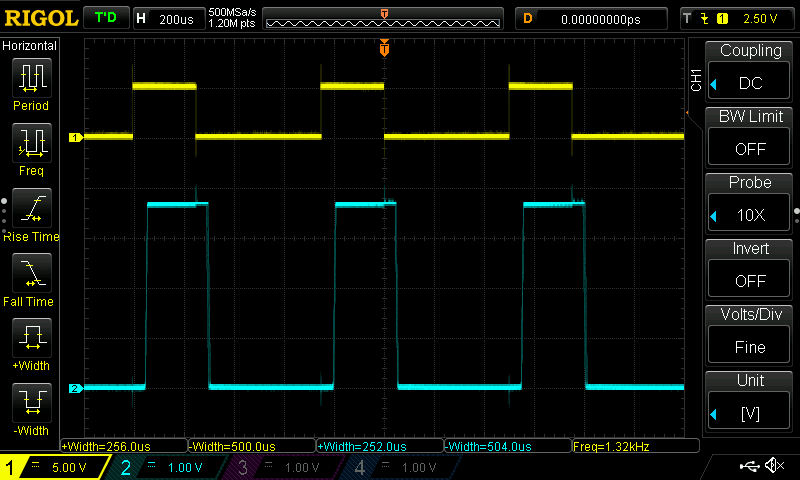 RIGOL T'D H 200us 500MSa/s 1.20M pts T D 0.00000000ps T 1 2.50 V
Horizontal
Period
Freq
Rise Time
Fall Time
+Width
-Width
T
1
2
CH1
Coupling
DC
BW Limit
OFF
Probe
10X
Invert
OFF
Volts/Div
Fine
Unit
[V]
+Width=256.0us -Width=500.0us +Width=252.0us -Width=504.0us Freq=1.32kHz
1 5.00 V 2 1.00 V 3 1.00 V 4 1.00 V